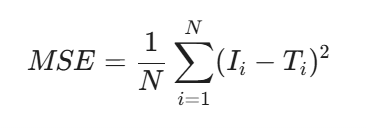 MSE = \frac{1}{N} \sum_{i=1}^{N} (I_i - T_i)^2